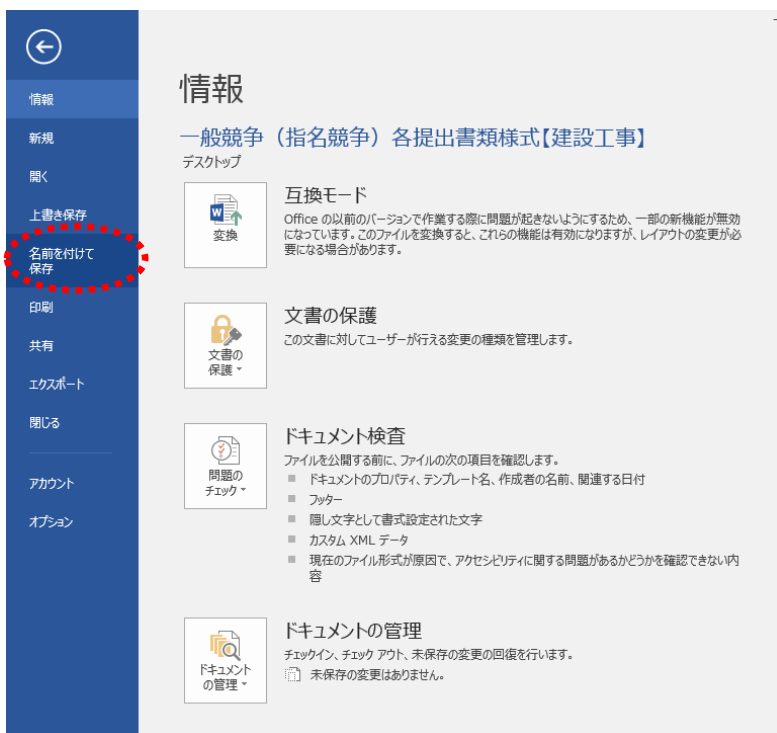 情報
新規
開く
上書き保存
名前を付けて
保存
印刷
共有
エクスポート
閉じる
アカウント
オプション
情報
一般競争（指名競争）各提出書類様式【建設工事】
デスクトップ
変換
互換モード
Office の以前のバージョンで作業する際に問題が起きないようにするため、一部の新機能が無効
になっています。このファイルを変換すると、これらの機能は有効になりますが、レイアウトの変更が必
要になる場合があります。
文書の
保護
文書の保護
この文書に対してユーザーが行える変更の種類を管理します。
問題の
チェック
ドキュメント検査
ファイルを公開する前に、ファイルの次の項目を確認します。
ドキュメントのプロパティ、テンプレート名、作成者の名前、関連する日付
フッター
隠し文字として書式設定された文字
カスタム XML データ
現在のファイル形式が原因で、アクセシビリティに関する問題があるかどうかを確認できない内
容
ドキュメント
の管理
ドキュメントの管理
チェックイン、チェック アウト、未保存の変更の回復を行います。
未保存の変更はありません。